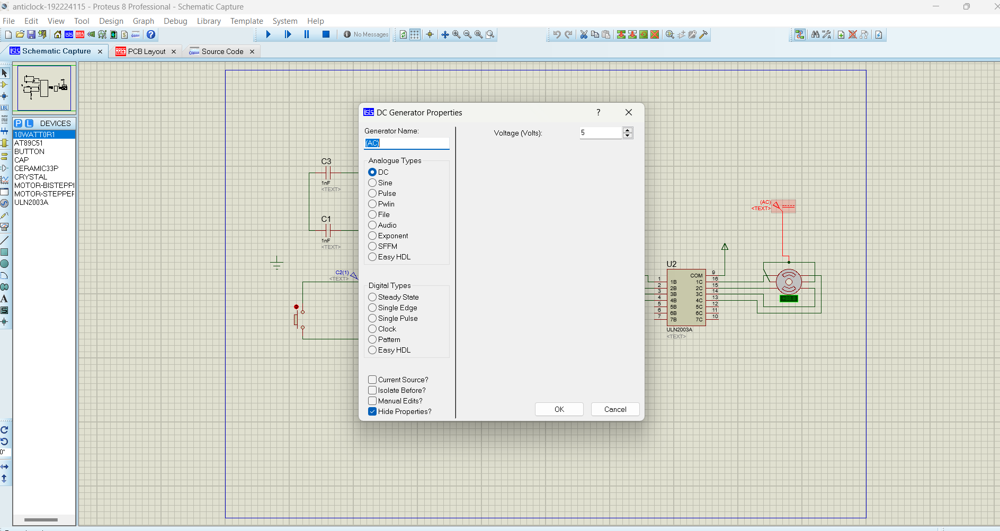 anticlock-192224115 - Proteus 8 Professional - Schematic Capture
File Edit View Tool Design Graph Debug Library Template System Help
No Messages
Schematic Capture
PCB Layout
Source Code
P L DEVICES
10WATT0R1
AT89C51
BUTTON
CAP
CERAMIC33P
CRYSTAL
MOTOR-BISTEPPI
MOTOR-STEPPER
ULN2003A
LBL
A
S
0°
C3
1nF
<TEXT>
C1
1nF
<TEXT>
C2(1)
<TEXT>
DC Generator Properties
?
Generator Name:
(AC)
Analogue Types
DC
Sine
Pulse
Pwlin
File
Audio
Exponent
SFFM
Easy HDL
Digital Types
Steady State
Single Edge
Single Pulse
Clock
Pattern
Easy HDL
Current Source?
Isolate Before?
Manual Edits?
Hide Properties?
Voltage (Volts): 5
OK Cancel
(AC)
<TEXT>
U2
COM 9
1 1B 1C 16
2 2B 2C 15
3 3B 3C 14
4 4B 4C 13
5 5B 5C 12
6 6B 6C 11
7 7B 7C 10
ULN2003A
<TEXT>